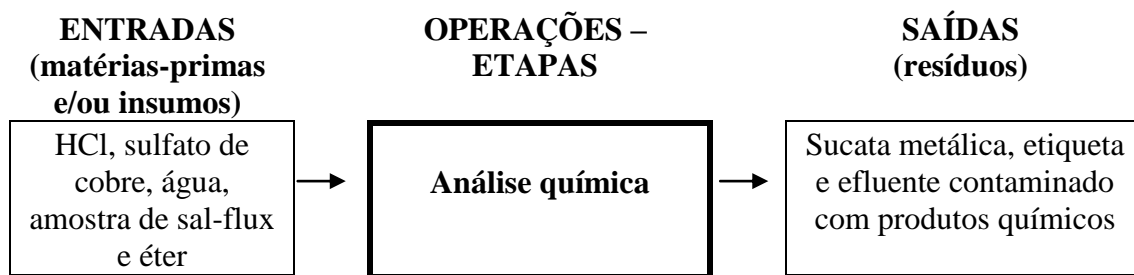 ENTRADAS
(matérias-primas
e/ou insumos)
OPERAÇÕES –
ETAPAS
SAÍDAS
(resíduos)
HCl, sulfato de
cobre, água,
amostra de sal-flux
e éter
Análise química
Sucata metálica, etiqueta
e efluente contaminado
com produtos químicos